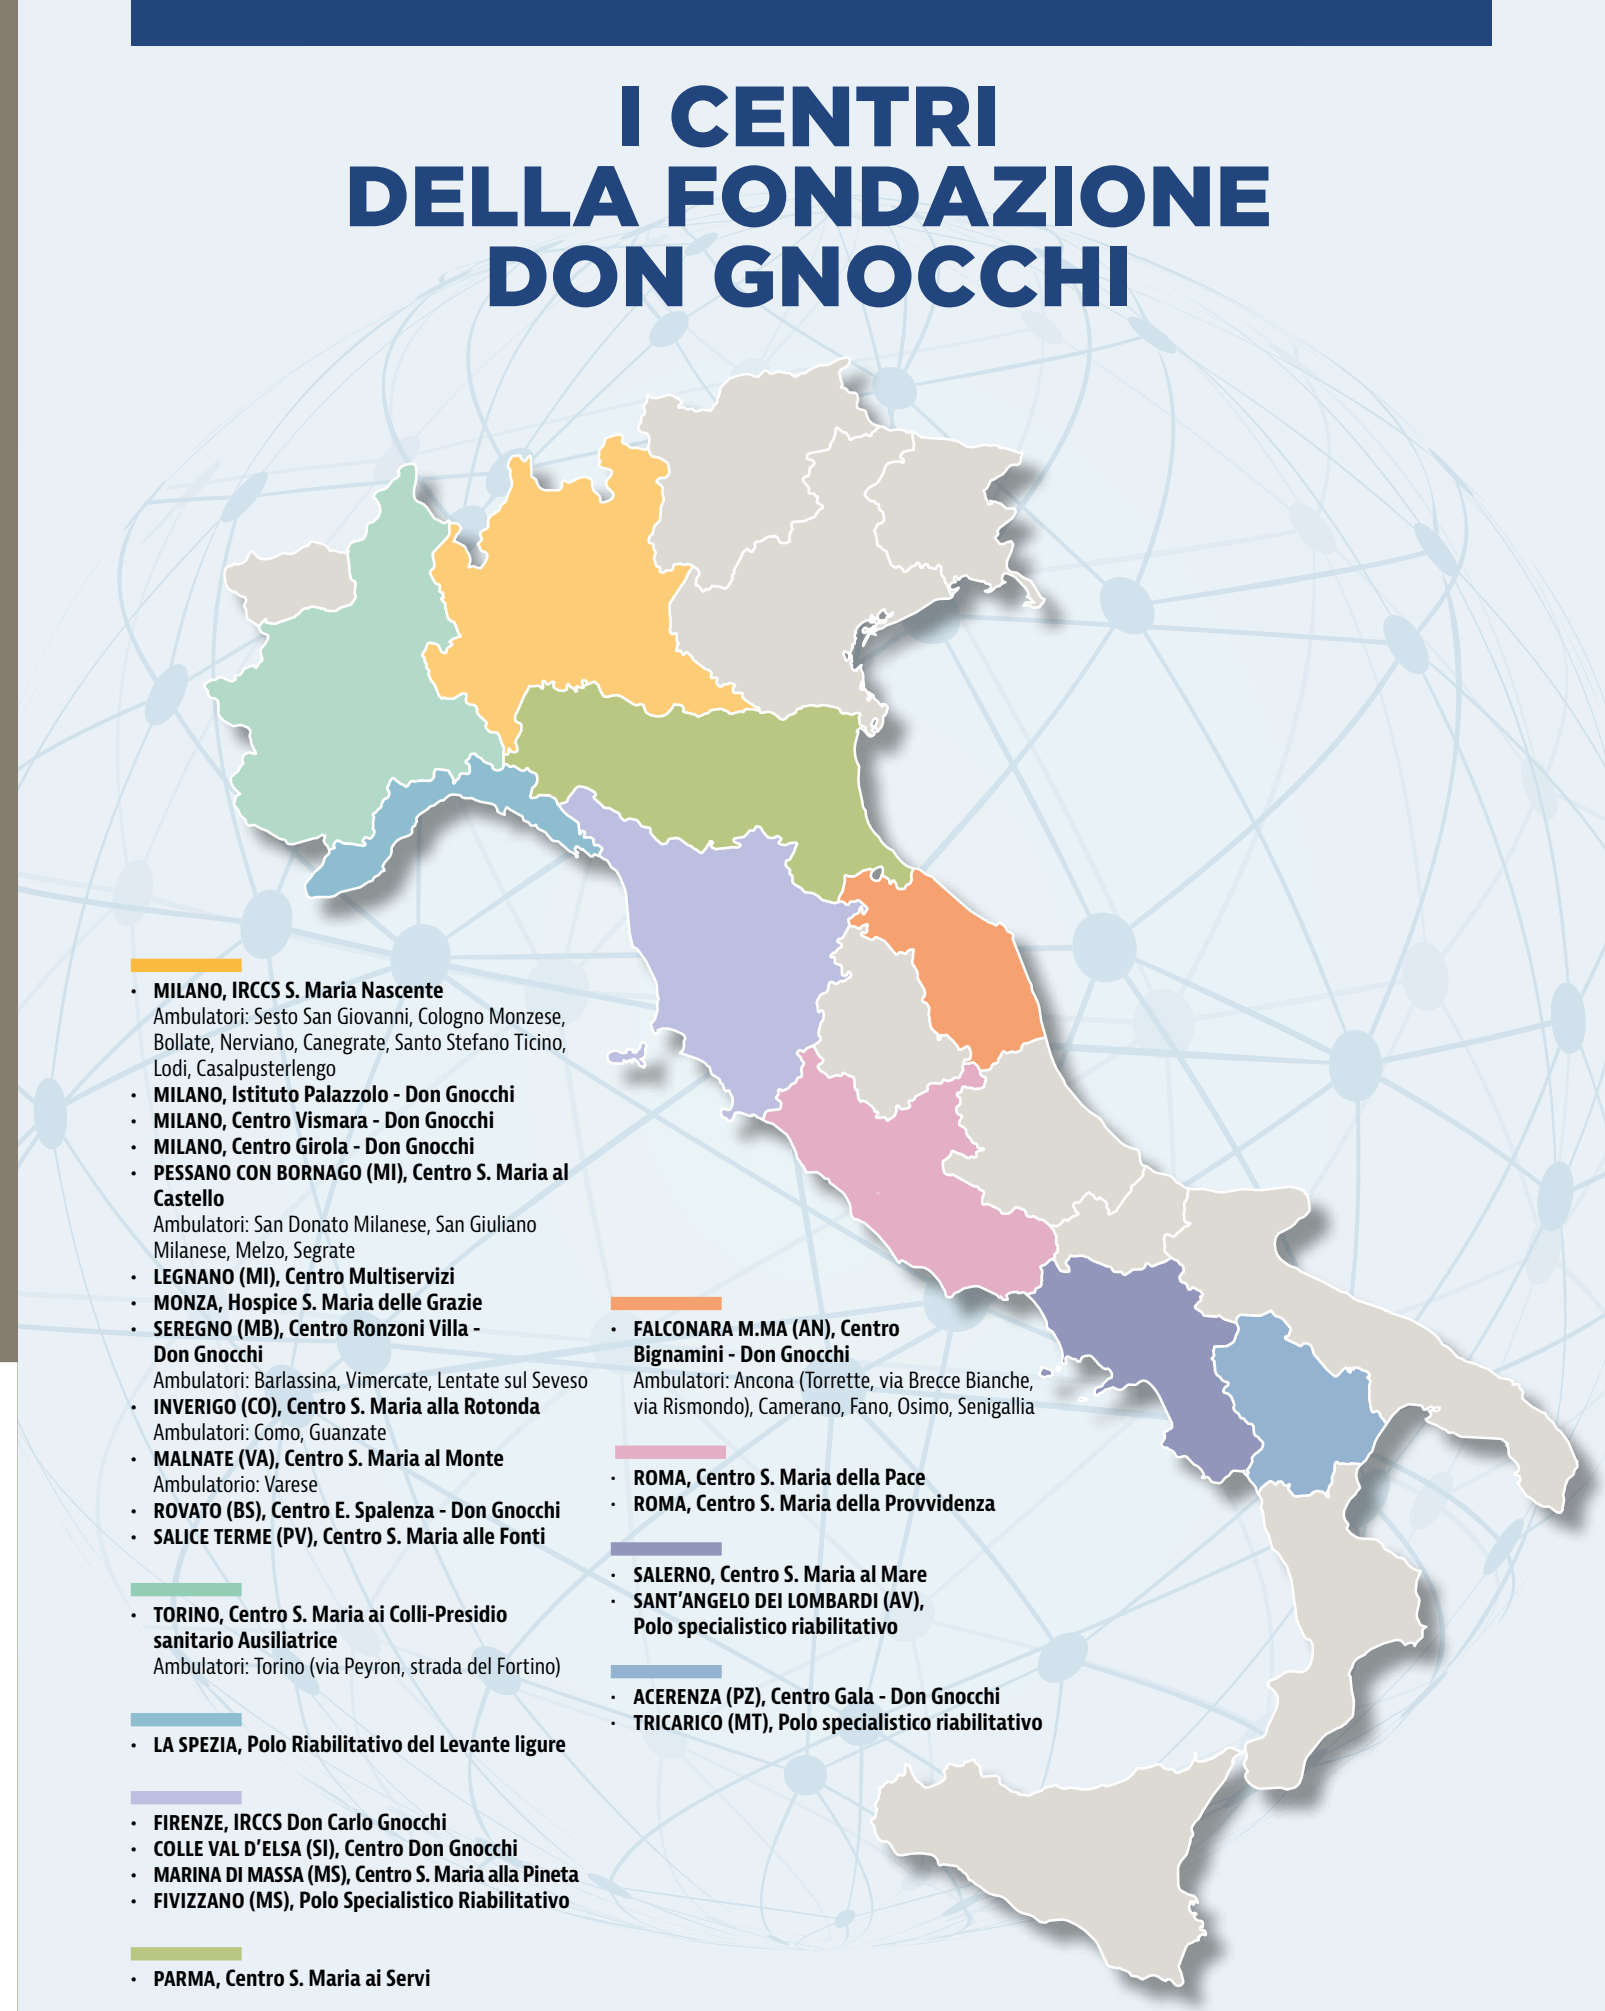 I CENTRI
DELLA FONDAZIONE
DON GNOCCHI
• MILANO, IRCCS S. Maria Nascente
Ambulatori: Sesto San Giovanni, Cologno Monzese,
Bollate, Nerviano, Canegrate, Santo Stefano Ticino,
Lodi, Casalpusterlengo
• MILANO, Istituto Palazzolo - Don Gnocchi
• MILANO, Centro Vismara - Don Gnocchi
• MILANO, Centro Girola - Don Gnocchi
• PESSANO CON BORNAGO (MI), Centro S. Maria al
Castello
Ambulatori: San Donato Milanese, San Giuliano
Milanese, Melzo, Segrate
• LEGNANO (MI), Centro Multiservizi
• MONZA, Hospice S. Maria delle Grazie
• SEREGNO (MB), Centro Ronzoni Villa -
Don Gnocchi
Ambulatori: Barlassina, Vimercate, Lentate sul Seveso
• INVERIGO (CO), Centro S. Maria alla Rotonda
Ambulatori: Como, Guanzate
• MALNATE (VA), Centro S. Maria al Monte
Ambulatorio: Varese
• ROVATO (BS), Centro E. Spalenza - Don Gnocchi
• SALICE TERME (PV), Centro S. Maria alle Fonti
• TORINO, Centro S. Maria ai Colli-Presidio
sanitario Ausiliatrice
Ambulatori: Torino (via Peyron, strada del Fortino)
• LA SPEZIA, Polo Riabilitativo del Levante ligure
• FIRENZE, IRCCS Don Carlo Gnocchi
• COLLE VAL D'ELSA (SI), Centro Don Gnocchi
• MARINA DI MASSA (MS), Centro S. Maria alla Pineta
• FIVIZZANO (MS), Polo Specialistico Riabilitativo
• PARMA, Centro S. Maria ai Servi
• FALCONARA M.MA (AN), Centro
Bignamini - Don Gnocchi
Ambulatori: Ancona (Torrette, via Brecce Bianche,
via Rismondo), Camerano, Fano, Osimo, Senigallia
• ROMA, Centro S. Maria della Pace
• ROMA, Centro S. Maria della Provvidenza
• SALERNO, Centro S. Maria al Mare
• SANT'ANGELO DEI LOMBARDI (AV),
Polo specialistico riabilitativo
• ACERENZA (PZ), Centro Gala - Don Gnocchi
• TRICARICO (MT), Polo specialistico riabilitativo